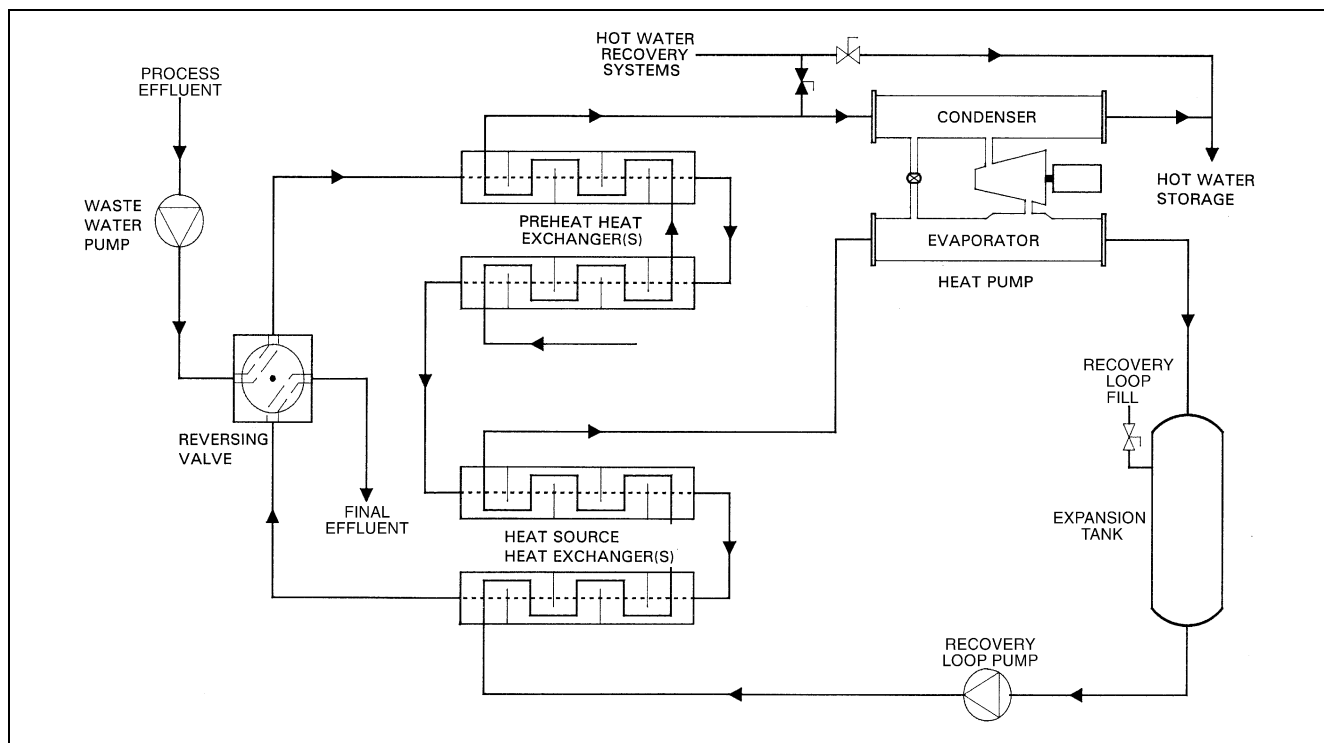 HOT WATER
RECOVERY
SYSTEMS
PROCESS
EFFLUENT
CONDENSER
WASTE
WATER
PUMP
PREHEAT HEAT
EXCHANGER(S)
HOT WATER
STORAGE
EVAPORATOR
HEAT PUMP
RECOVERY
LOOP
FILL
REVERSING
VALVE
FINAL
EFFLUENT
EXPANSION
TANK
HEAT SOURCE
HEAT EXCHANGER(S)
RECOVERY
LOOP PUMP